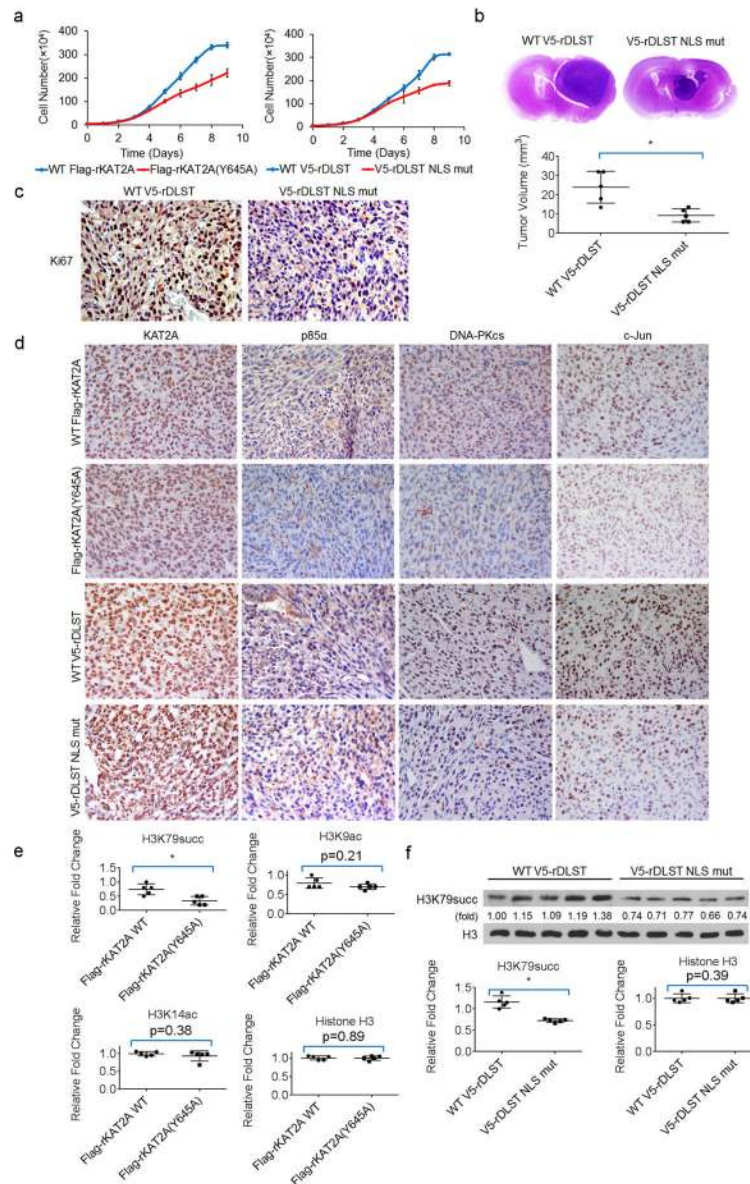 a
Cell Number(×10⁴)
400
300
200
100
0
0 2 4 6 8 10
Time (Days)
WT Flag-rKAT2A Flag-rKAT2A(Y645A)
Cell Number(×10⁴)
400
300
200
100
0
0 2 4 6 8 10
Time (Days)
WT V5-rDLST V5-rDLST NLS mut
b
WT V5-rDLST V5-rDLST NLS mut
Tumor Volume (mm³)
40
30
20
10
0
*
WT V5-rDLST
V5-rDLST NLS mut
c
WT V5-rDLST V5-rDLST NLS mut
Ki67
d
KAT2A p85α DNA-PKcs c-Jun
WT Flag-rKAT2A
Flag-rKAT2A(Y645A)
WT V5-rDLST
V5-rDLST NLS mut
e
H3K79succ
*
Relative Fold Change
1.5
1.0
0.5
0.0
Flag-rKAT2A WT
Flag-rKAT2A(Y645A)
H3K9ac
p=0.21
Relative Fold Change
1.5
1.0
0.5
0.0
Flag-rKAT2A WT
Flag-rKAT2A(Y645A)
H3K14ac
p=0.38
Relative Fold Change
1.5
1.0
0.5
0.0
Flag-rKAT2A WT
Flag-rKAT2A(Y645A)
Histone H3
p=0.89
Relative Fold Change
1.5
1.0
0.5
0.0
Flag-rKAT2A WT
Flag-rKAT2A(Y645A)
f
WT V5-rDLST V5-rDLST NLS mut
H3K79succ
(fold) 1.00 1.15 1.09 1.19 1.38 0.74 0.71 0.77 0.66 0.74
H3
H3K79succ
*
Relative Fold Change
1.5
1.0
0.5
0.0
WT V5-rDLST
V5-rDLST NLS mut
Histone H3
p=0.39
Relative Fold Change
1.5
1.0
0.5
0.0
WT V5-rDLST
V5-rDLST NLS mut